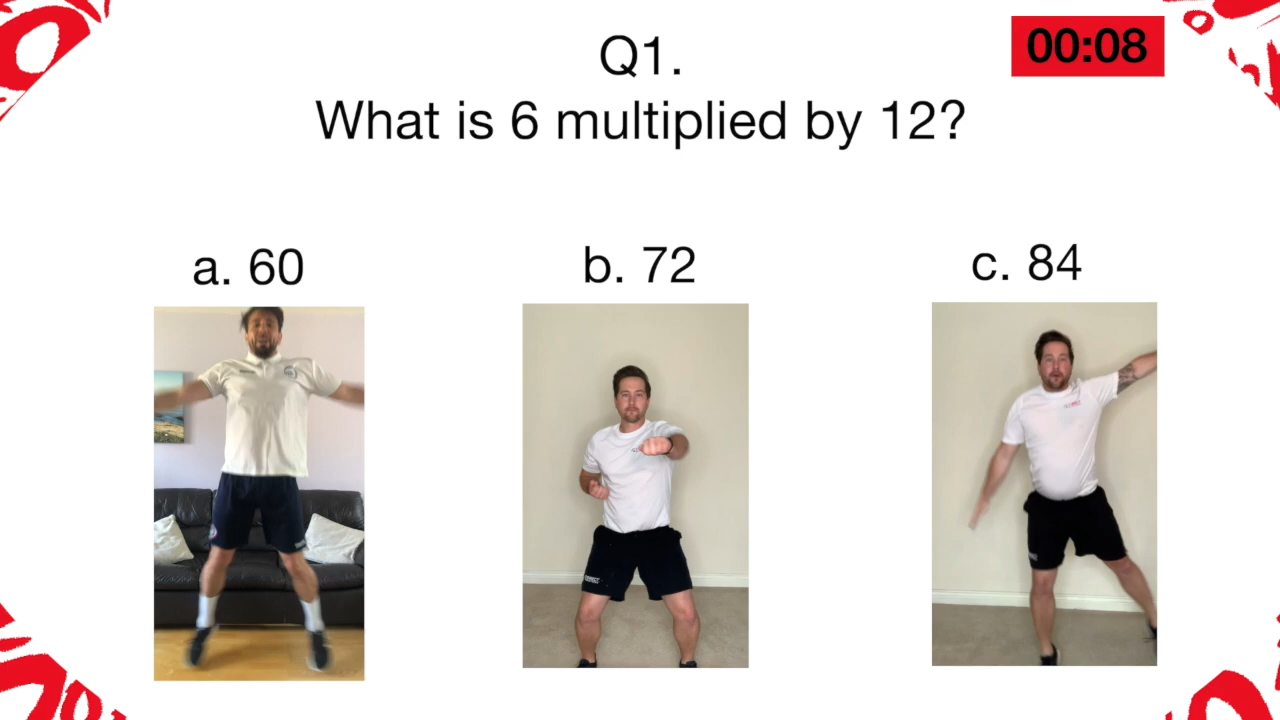 Q1.
00:08
What is 6 multiplied by 12?
a. 60
b. 72
c. 84